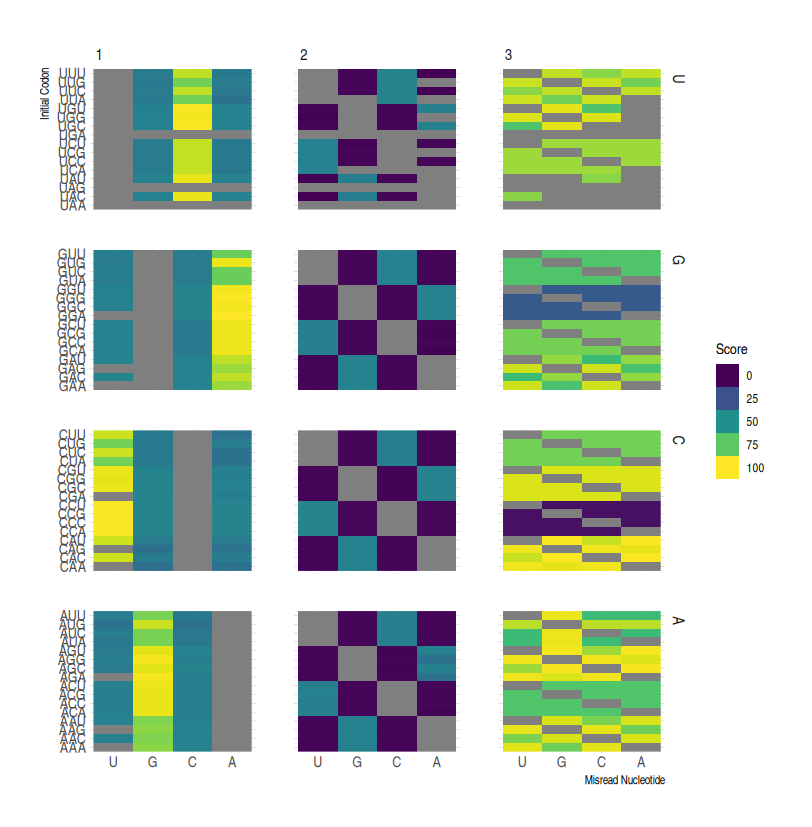 1 2 3
Initial Codon
UUU
UUG
UUC
UUA
UGU
UGG
UGC
UGA
UCU
UCG
UCC
UCA
UAU
UAG
UAC
UAA
U
GUU
GUG
GUC
GUA
GGU
GGG
GGC
GGA
GCU
GCG
GCC
GCA
GAU
GAG
GAC
GAA
G
CUU
CUG
CUC
CUA
CGU
CGG
CGC
CGA
CCU
CCG
CCC
CCA
CAU
CAG
CAC
CAA
C
AUU
AUG
AUC
AUA
AGU
AGG
AGC
AGA
ACU
ACG
ACC
ACA
AAU
AAG
AAC
AAA
A
U G C A U G C A U G C A
Misread Nucleotide
Score
0
25
50
75
100